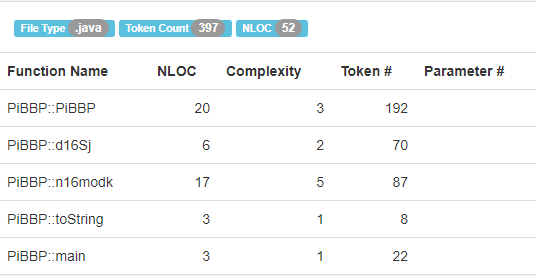 File Type .java Token Count 397 NLOC 52
Function Name NLOC Complexity Token # Parameter #
PiBBP::PiBBP 20 3 192
PiBBP::d16Sj 6 2 70
PiBBP::n16modk 17 5 87
PiBBP::toString 3 1 8
PiBBP::main 3 1 22